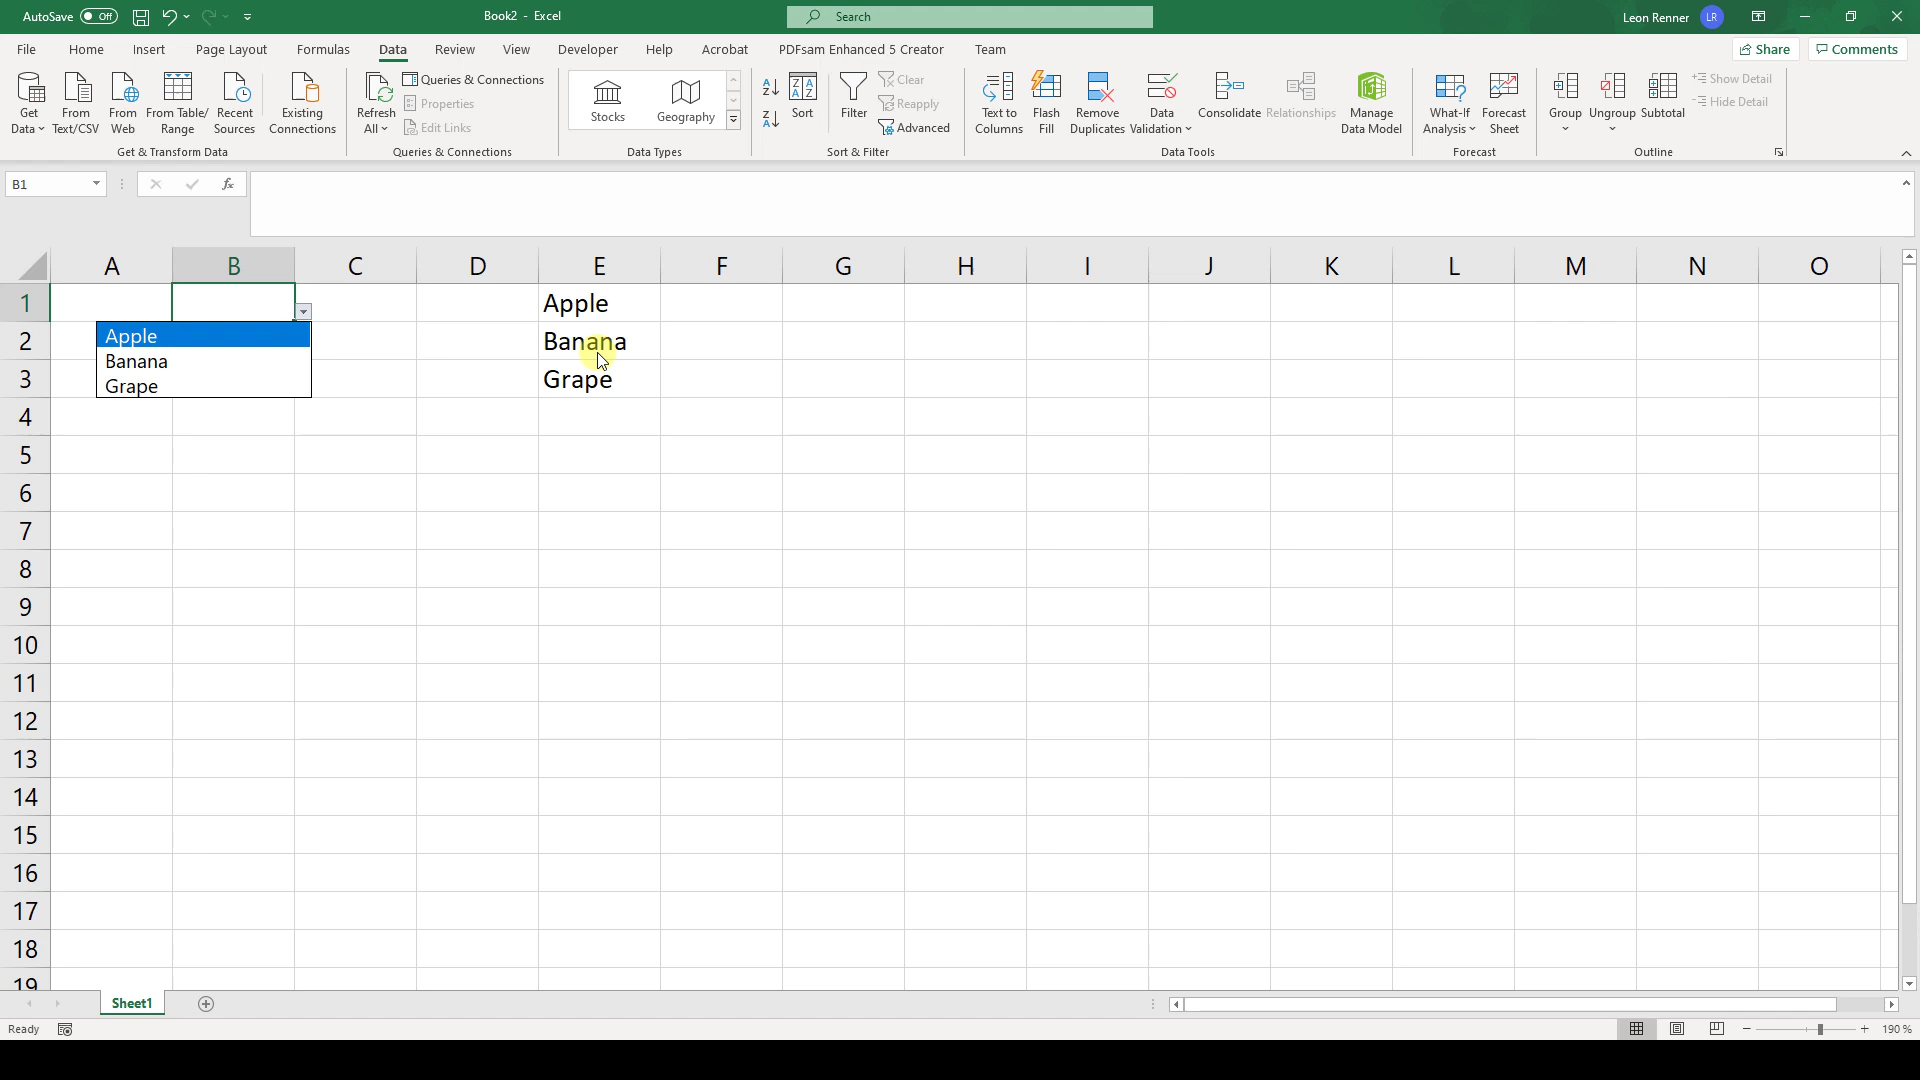 AutoSave Off Book2 - Excel Search Leon Renner LR
File Home Insert Page Layout Formulas Data Review View Developer Help Acrobat PDFsam Enhanced 5 Creator Team Share Comments
Get Data
From Text/CSV
From Web
From Table/ Range
Recent Sources
Existing Connections
Get & Transform Data
Refresh All
Queries & Connections
Properties
Edit Links
Queries & Connections
Stocks
Geography
Data Types
Sort
Filter
Clear
Reapply
Advanced
Sort & Filter
Text to Columns
Flash Fill
Remove Duplicates
Data Validation
Consolidate
Relationships
Manage Data Model
Data Tools
What-If Analysis
Forecast Sheet
Forecast
Group
Ungroup
Subtotal
Show Detail
Hide Detail
Outline
B1 fx
A B C D E F G H I J K L M N O
1 Apple
2 Banana
3 Grape
Apple
Banana
Grape
4
5
6
7
8
9
10
11
12
13
14
15
16
17
18
19
Sheet1
Ready 190 %